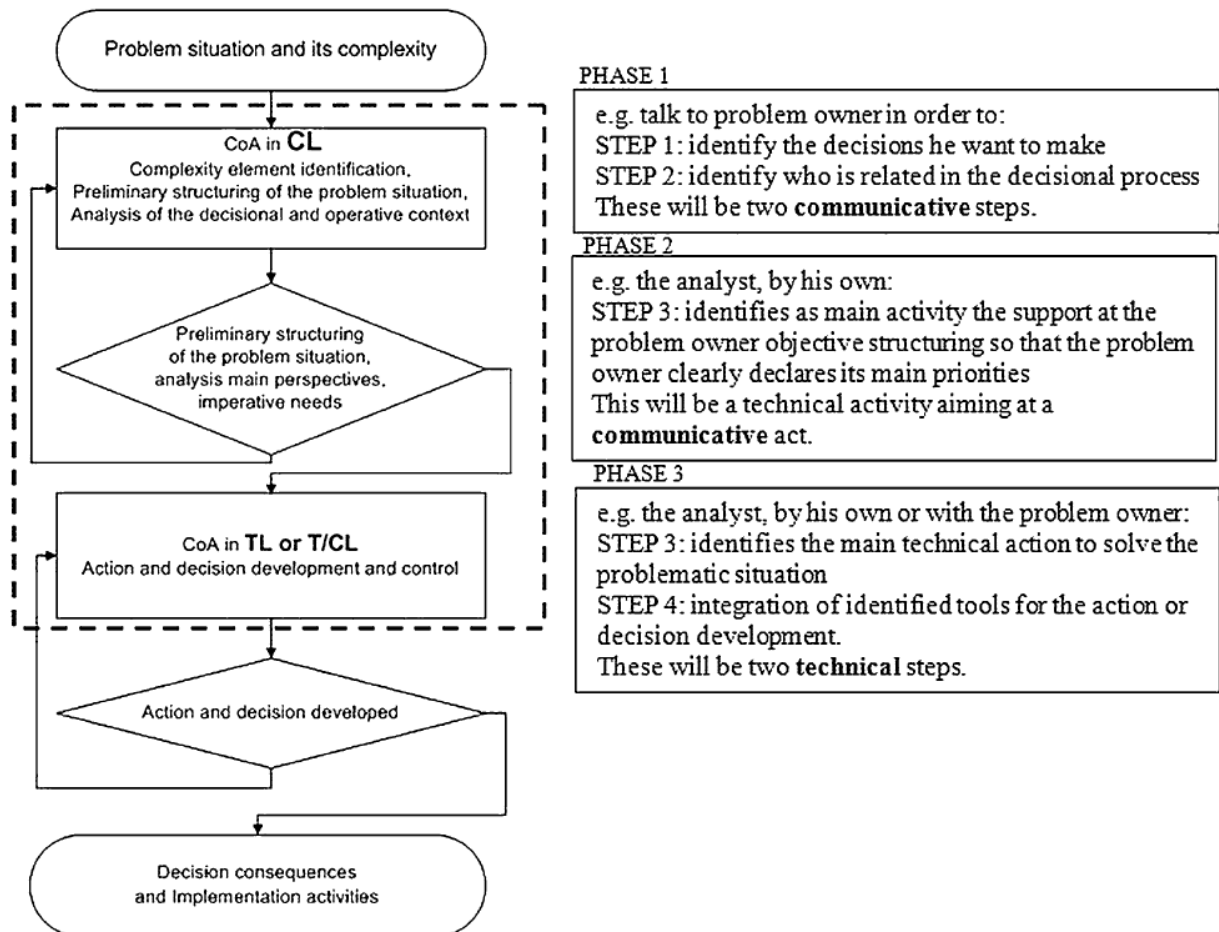 Problem situation and its complexity
CoA in CL
Complexity element identification,
Preliminary structuring of the problem situation,
Analysis of the decisional and operative context
Preliminary structuring
of the problem situation,
analysis main perspectives,
imperative needs
CoA in TL or T/CL
Action and decision development and control
Action and decision developed
Decision consequences
and Implementation activities
PHASE 1
e.g. talk to problem owner in order to:
STEP 1: identify the decisions he want to make
STEP 2: identify who is related in the decisional process
These will be two communicative steps.
PHASE 2
e.g. the analyst, by his own:
STEP 3: identifies as main activity the support at the
problem owner objective structuring so that the problem
owner clearly declares its main priorities
This will be a technical activity aiming at a
communicative act.
PHASE 3
e.g. the analyst, by his own or with the problem owner:
STEP 3: identifies the main technical action to solve the
problematic situation
STEP 4: integration of identified tools for the action or
decision development.
These will be two technical steps.